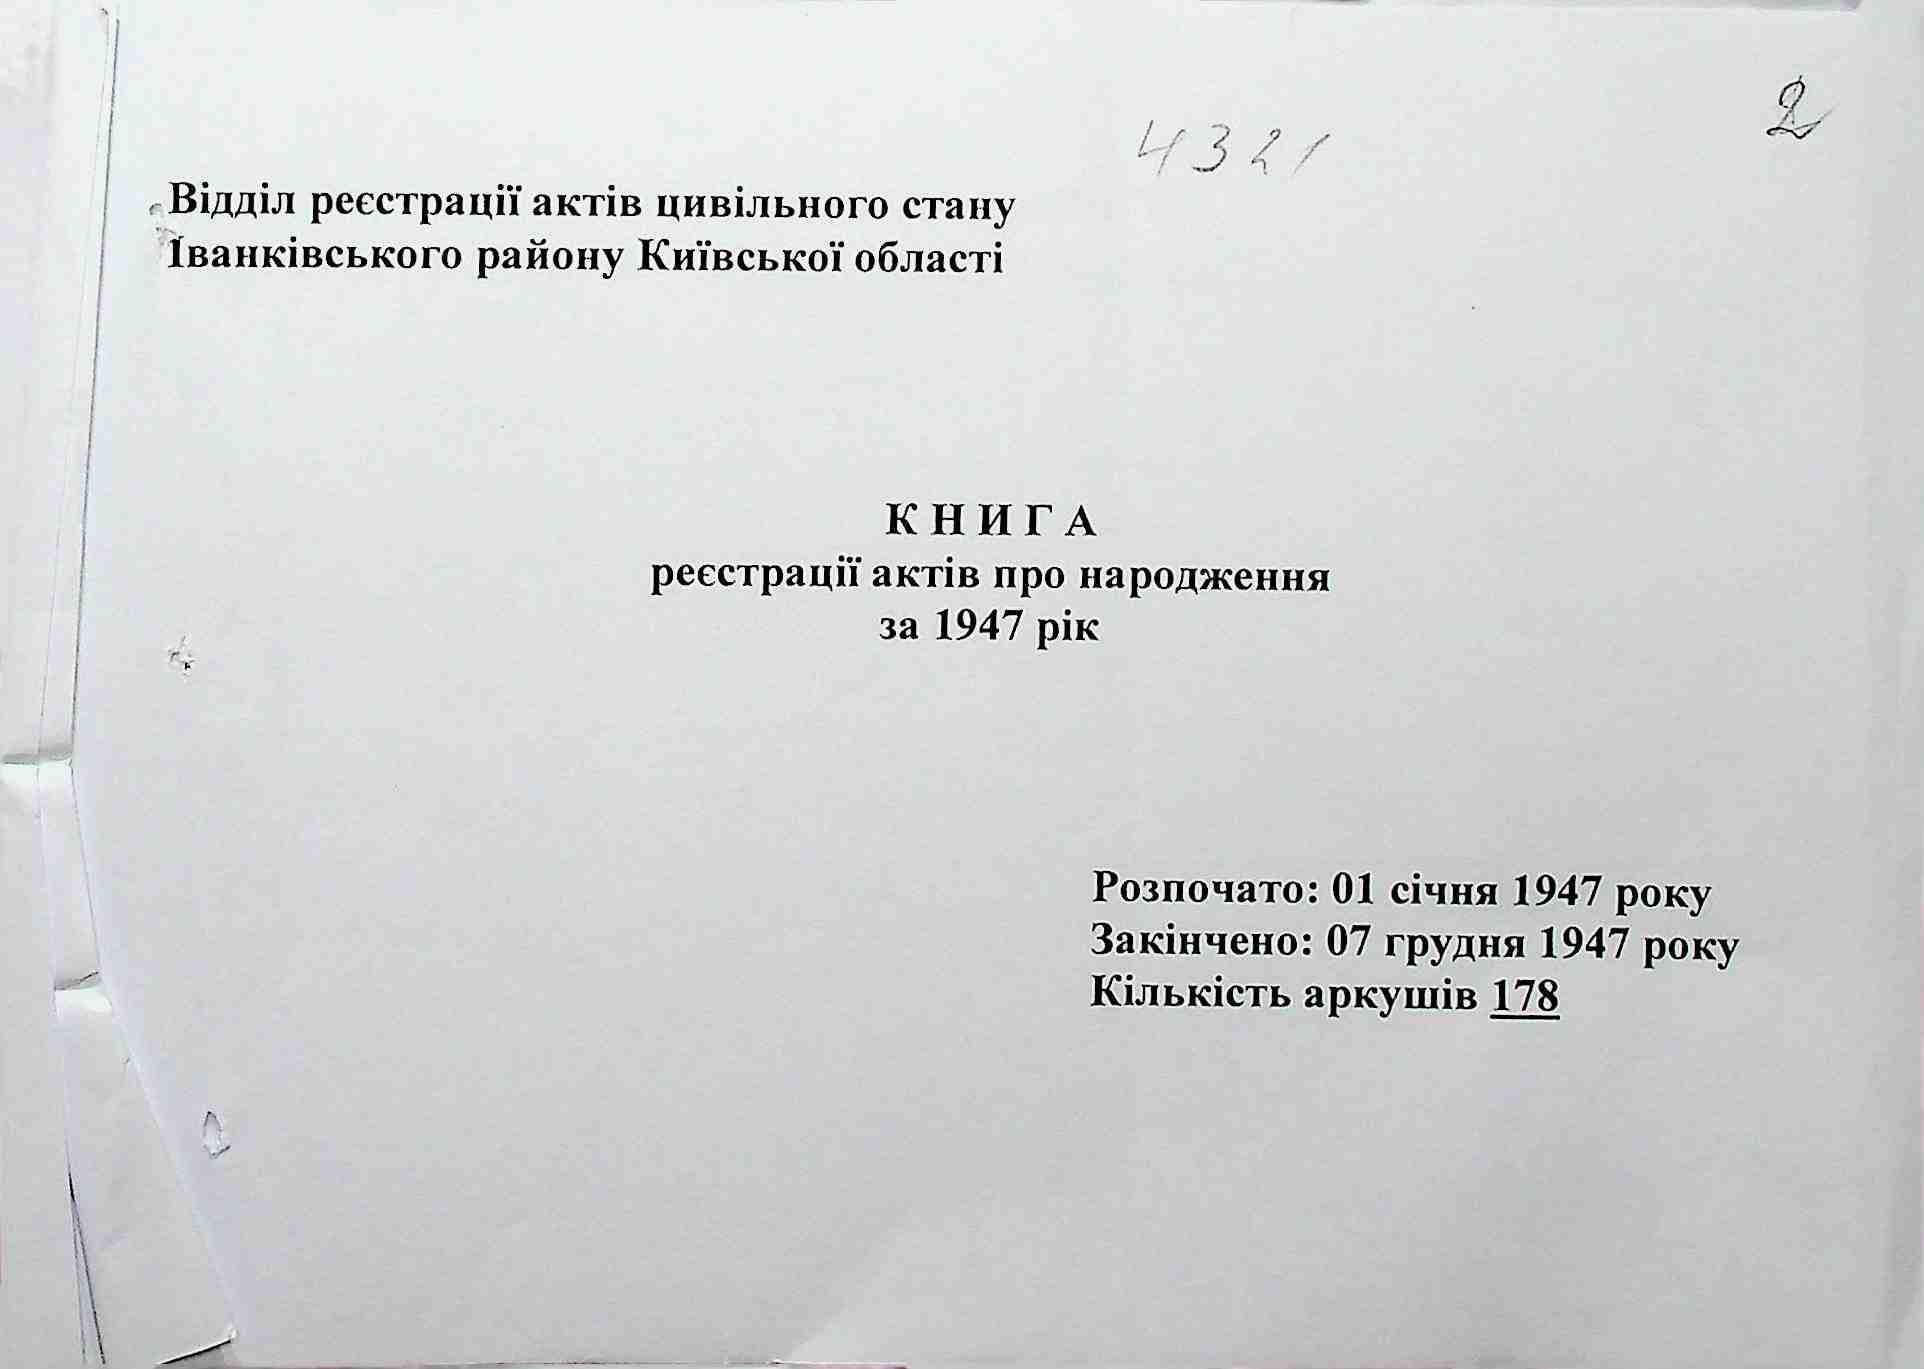 2
4321
Відділ реєстрації актів цивільного стану
Іванківського району Київської області
К Н И Г А
реєстрації актів про народження
за 1947 рік
Розпочато: 01 січня 1947 року
Закінчено: 07 грудня 1947 року
Кількість аркушів 178